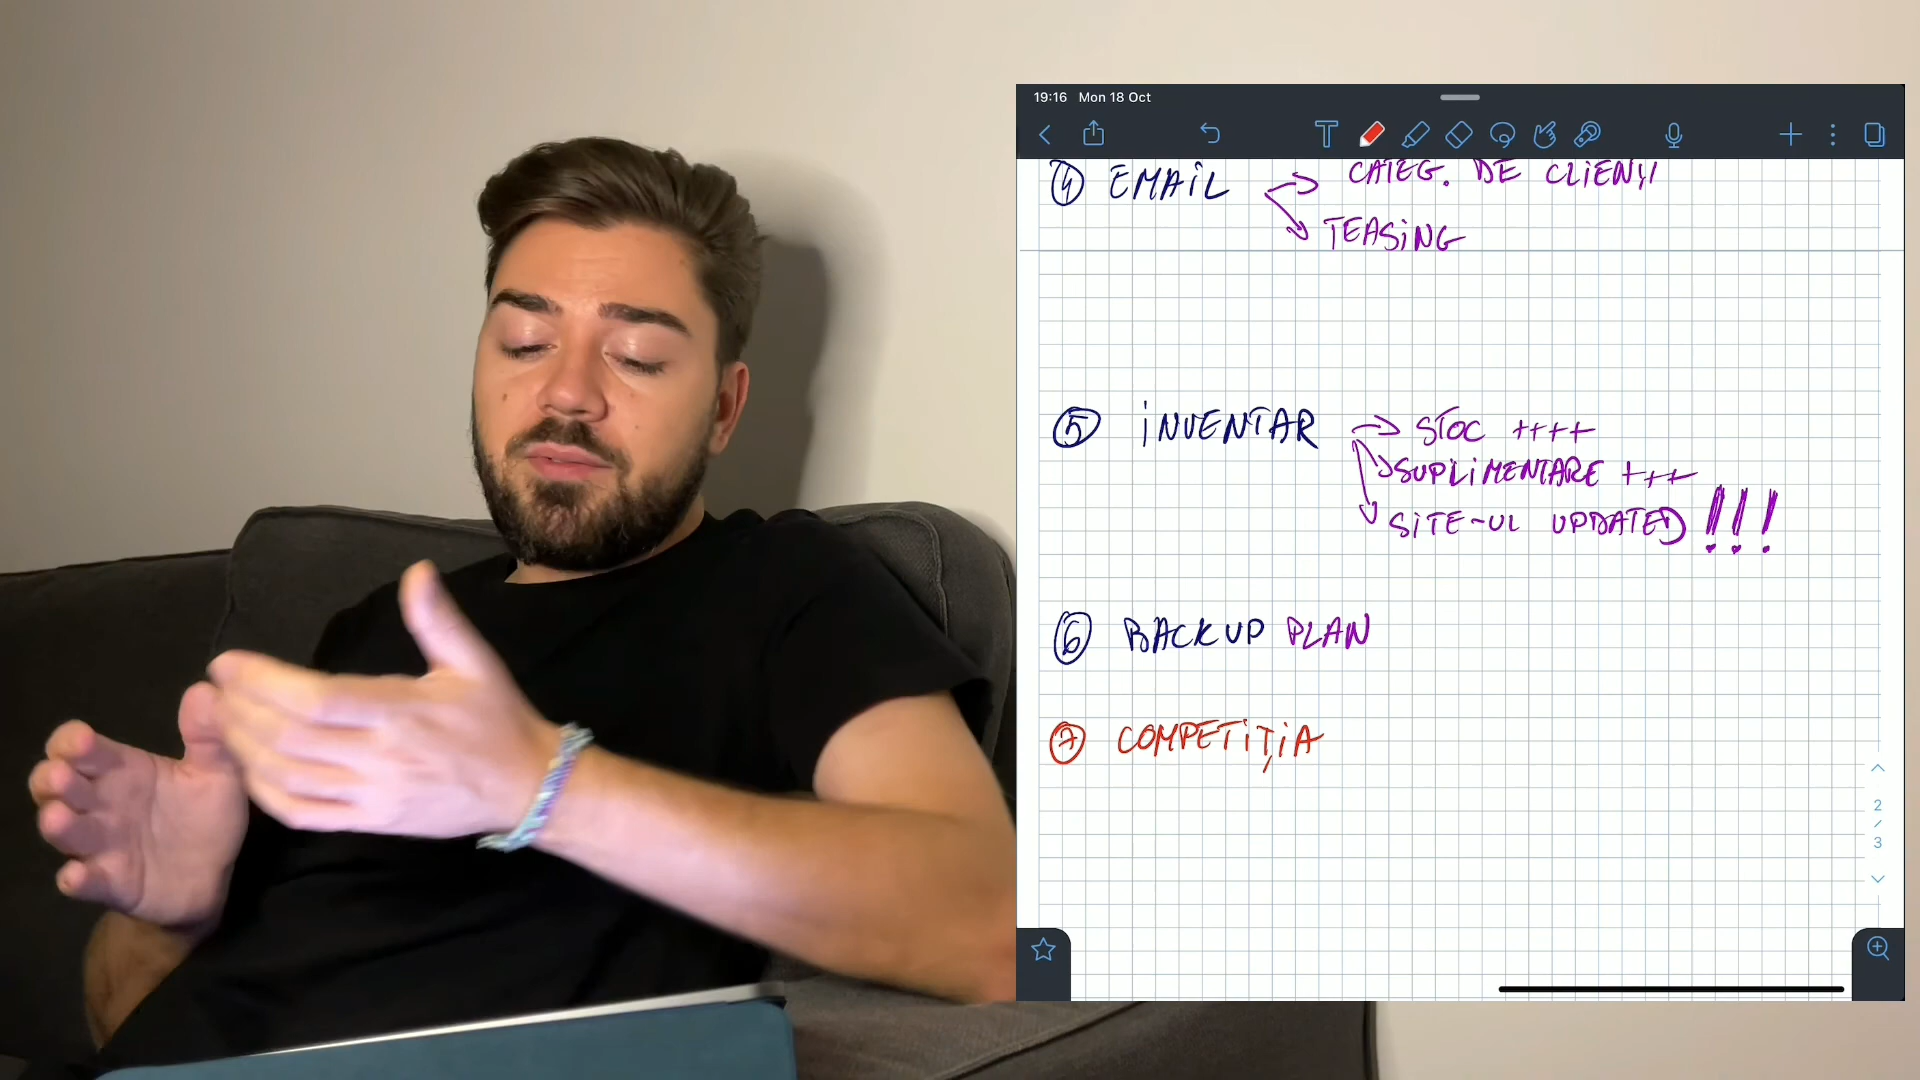 19:16 Mon 18 Oct
④ EMAiL → CATEG. DE CLiENȚi
→ TEASiNG
⑤ iNVENTAR → STOC ++++
→ SUPLiMENTARE +++
→ SiTE-UL UPDATED !!!
⑥ BACKUP PLAN
⑦ COMPETiȚiA
2
/
3